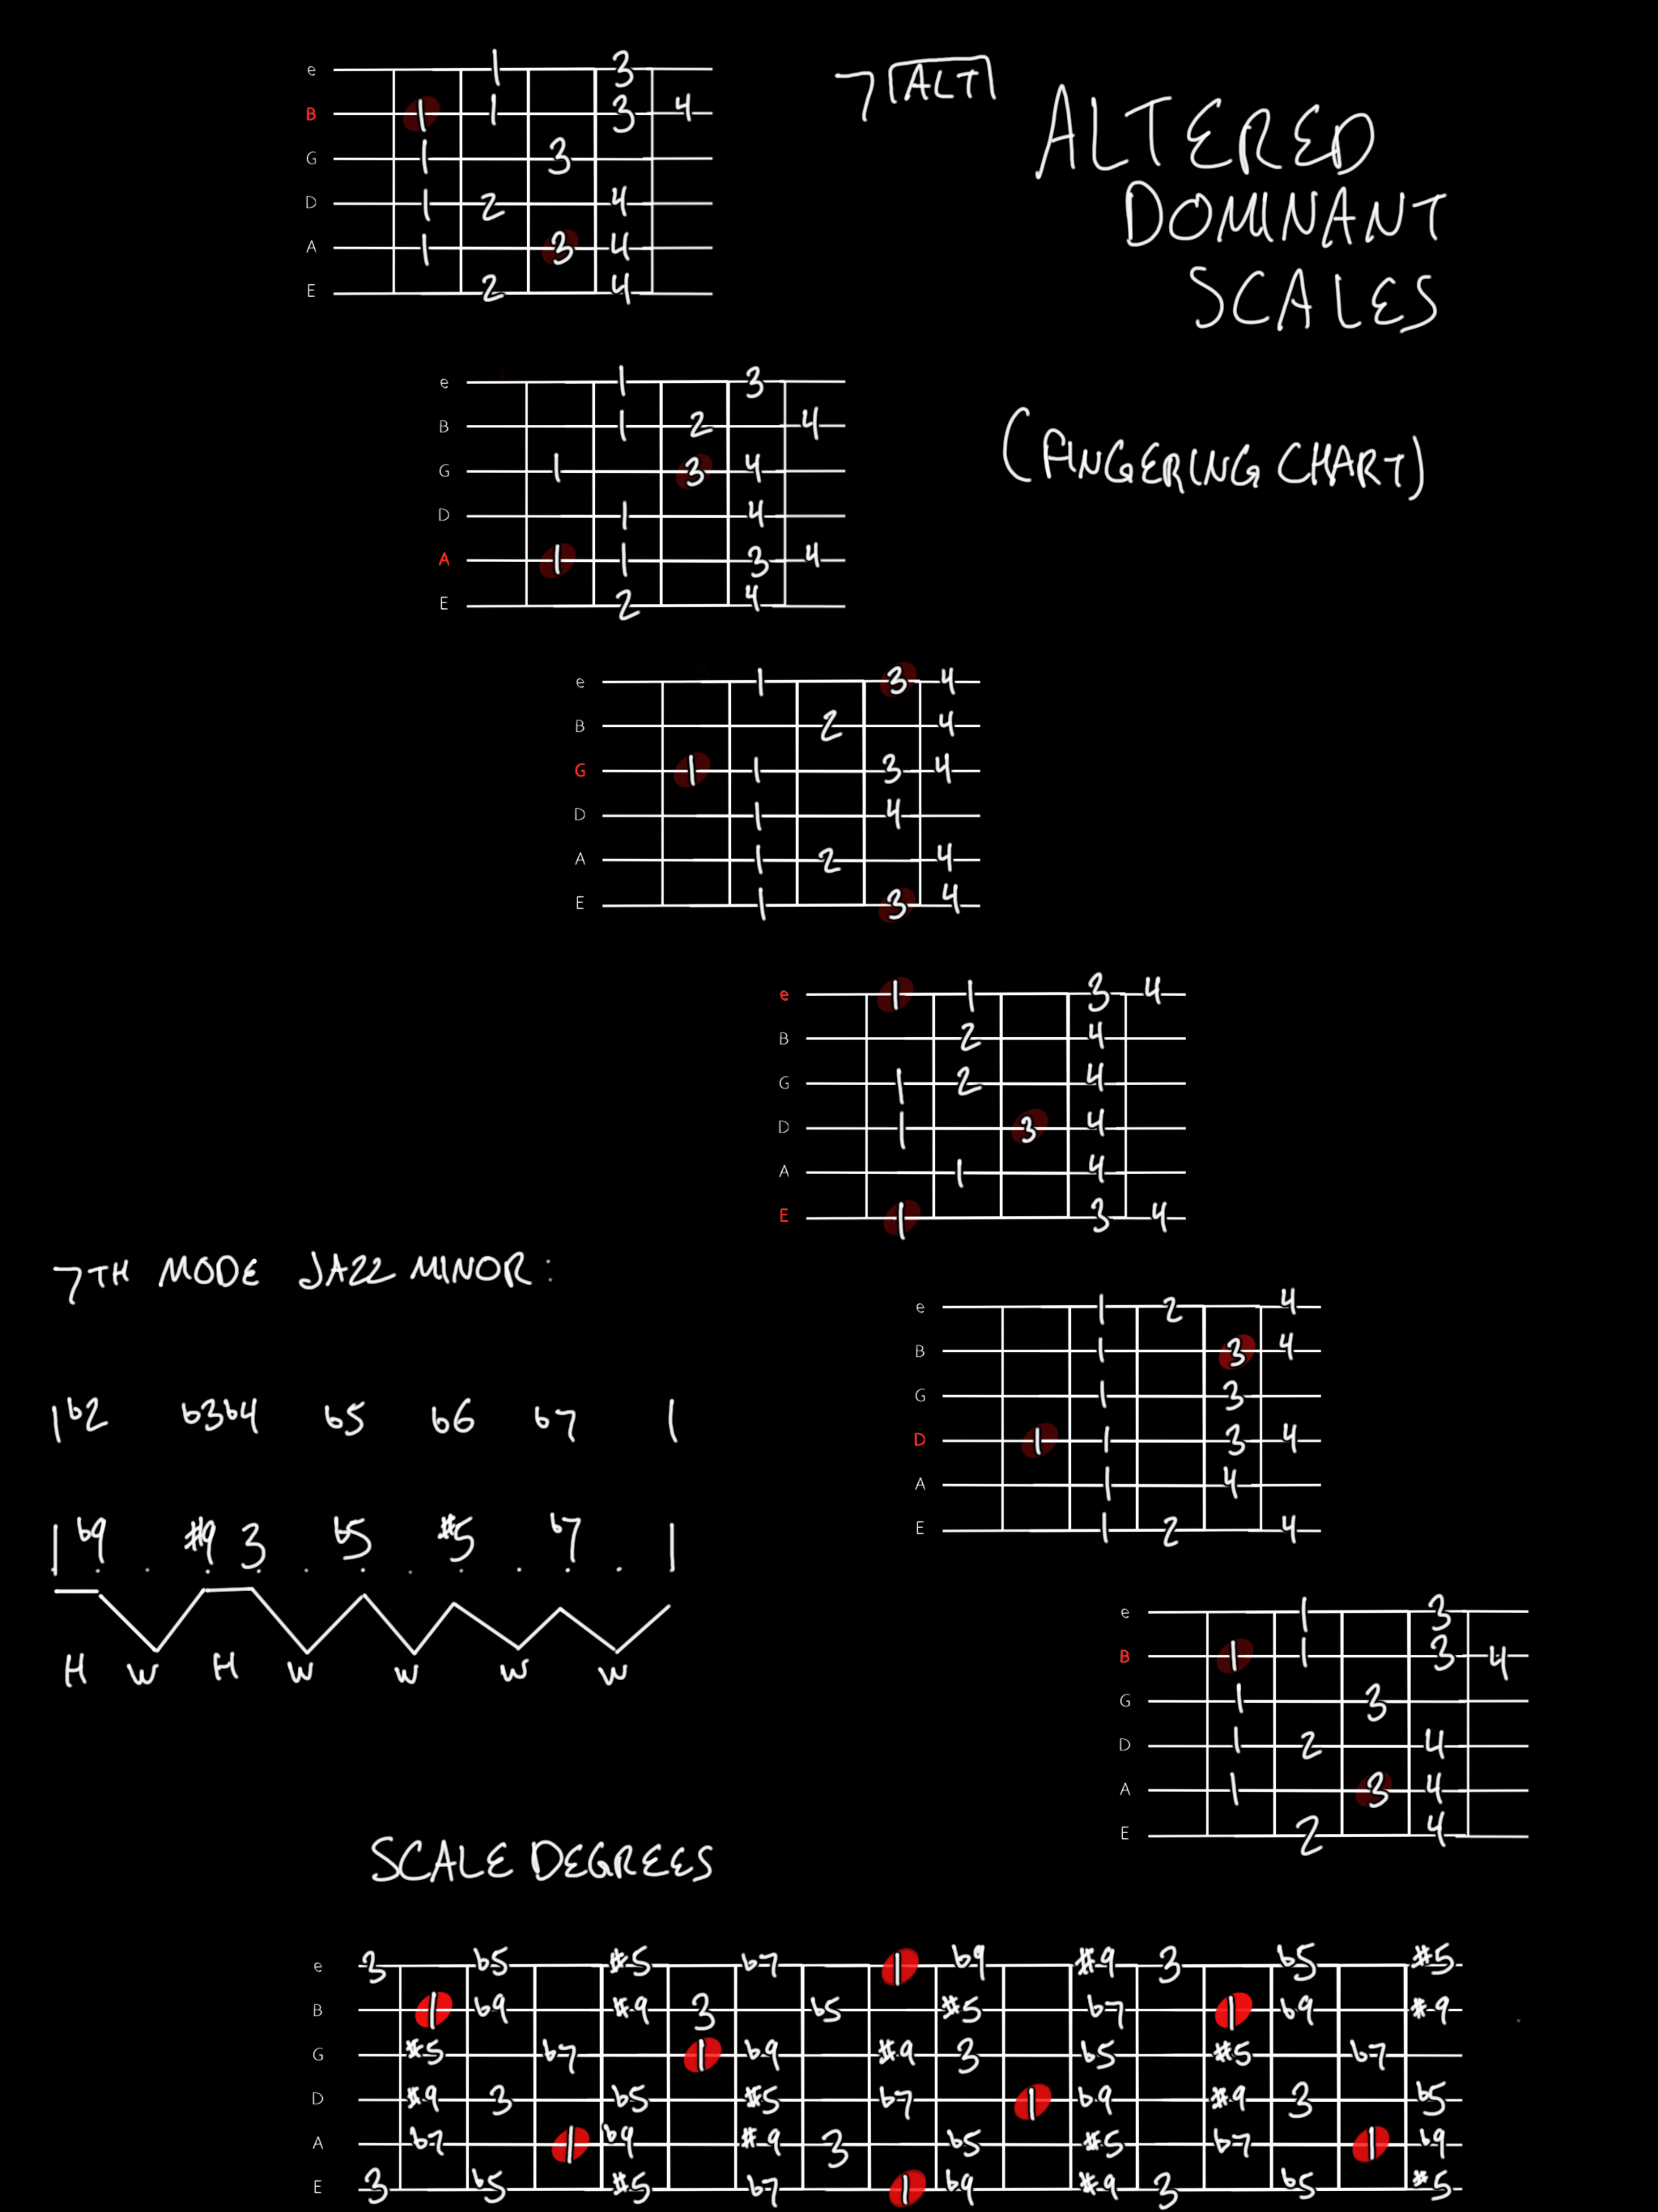 7 ALT
ALTERED
DOMINANT
SCALES
(FINGERING CHART)
e 1 3
B 1 1 3 4
G 1 3
D 1 2 4
A 1 3 4
E 2 4
e 1 3
B 1 2 4
G 1 3 4
D 1 4
A 1 1 3 4
E 2 4
e 1 3 4
B 2 4
G 1 1 3 4
D 1 4
A 1 2 4
E 1 3 4
e 1 1 3 4
B 2 4
G 1 2 4
D 1 3 4
A 1 4
E 1 3 4
7TH MODE JAZZ MINOR:
1 b2 b3 b4 b5 b6 b7 1
1 b9 #9 3 b5 #5 b7 1
H W H W W W W
e 1 2 4
B 1 3 4
G 1 3
D 1 1 3 4
A 1 4
E 1 2 4
e 1 3
B 1 1 3 4
G 1 3
D 1 2 4
A 1 3 4
E 2 4
SCALE DEGREES
e 3 b5 #5 b7 1 b9 #9 3 b5 #5
B 1 b9 #9 3 b5 #5 b7 1 b9 #9
G #5 b7 1 b9 #9 3 b5 #5 b7
D #9 3 b5 #5 b7 1 b9 #9 3 b5
A b7 1 b9 #9 3 b5 #5 b7 1 b9
E 3 b5 #5 b7 1 b9 #9 3 b5 #5